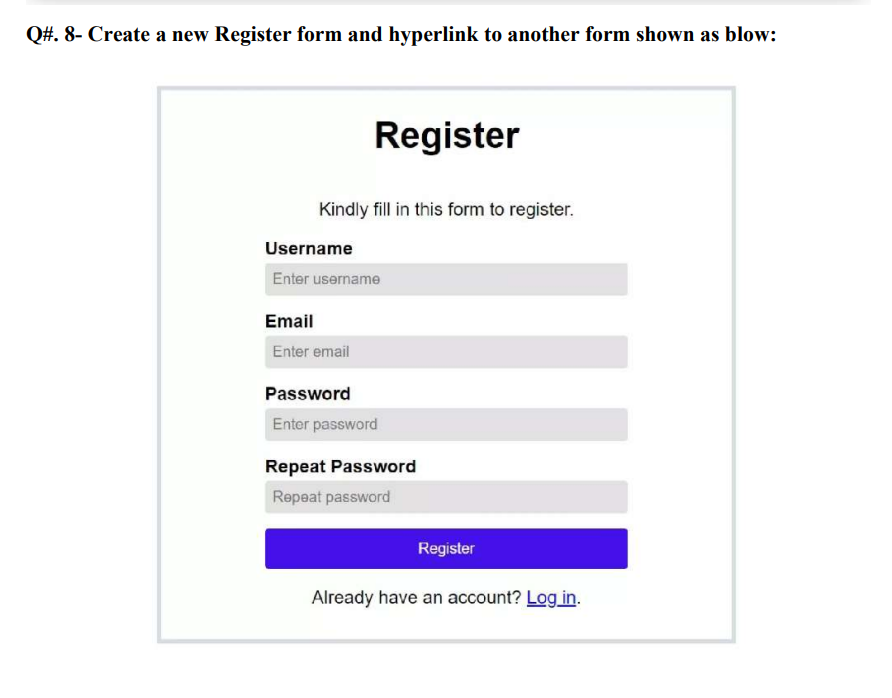 Q#. 8- Create a new Register form and hyperlink to another form shown as blow:
Register
Kindly fill in this form to register.
Username
Enter username
Email
Enter email
Password
Enter password
Repeat Password
Repeat password
Register
Already have an account? Log in.